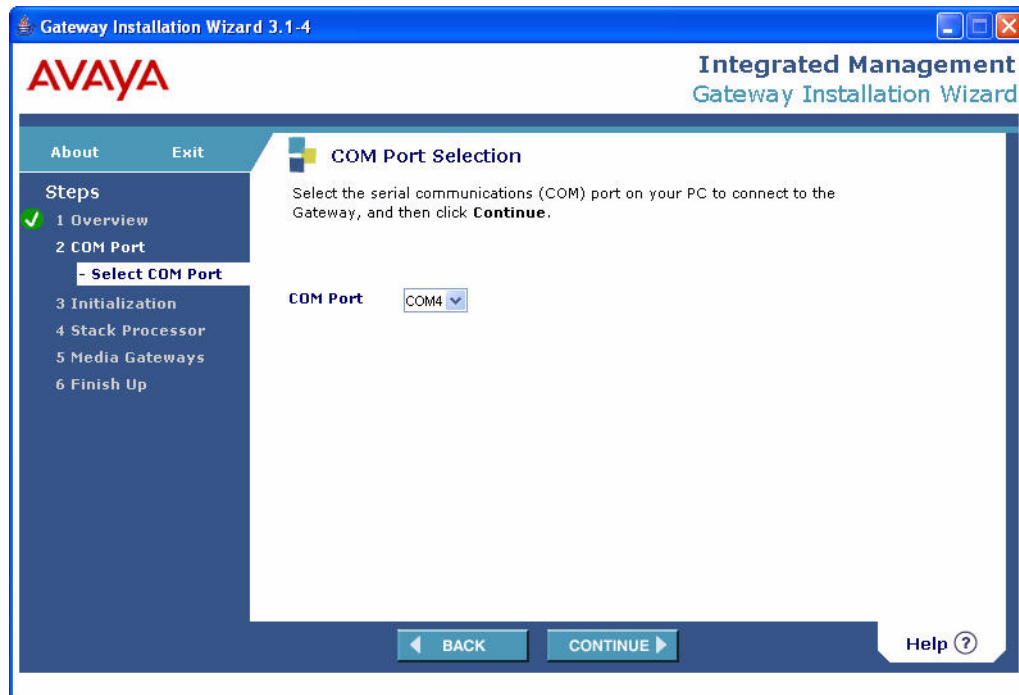 Gateway Installation Wizard 3.1-4
AVAYA
Integrated Management
Gateway Installation Wizard
About Exit
Steps
1 Overview
2 COM Port
- Select COM Port
3 Initialization
4 Stack Processor
5 Media Gateways
6 Finish Up
COM Port Selection
Select the serial communications (COM) port on your PC to connect to the
Gateway, and then click Continue.
COM Port COM4
BACK CONTINUE
Help ?